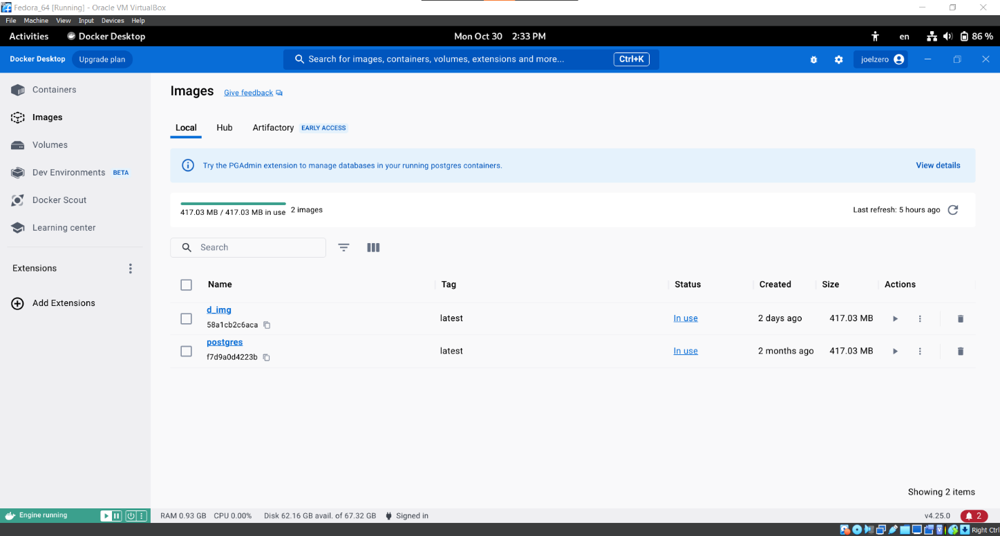 Fedora_64 [Running] - Oracle VM VirtualBox
File Machine View Input Devices Help
Activities Docker Desktop Mon Oct 30 2:33 PM en 86 %
Docker Desktop Upgrade plan Search for images, containers, volumes, extensions and more... Ctrl+K joelzero
Containers
Images
Volumes
Dev Environments BETA
Docker Scout
Learning center
Extensions
Add Extensions
Images Give feedback
Local Hub Artifactory EARLY ACCESS
Try the PGAdmin extension to manage databases in your running postgres containers. View details
417.03 MB / 417.03 MB in use 2 images Last refresh: 5 hours ago
Search
Name Tag Status Created Size Actions
d_img latest In use 2 days ago 417.03 MB
58a1cb2c6aca
postgres latest In use 2 months ago 417.03 MB
f7d9a0d4223b
Showing 2 items
Engine running RAM 0.93 GB CPU 0.00% Disk 62.16 GB avail. of 67.32 GB Signed in v4.25.0 2
Right Ctrl